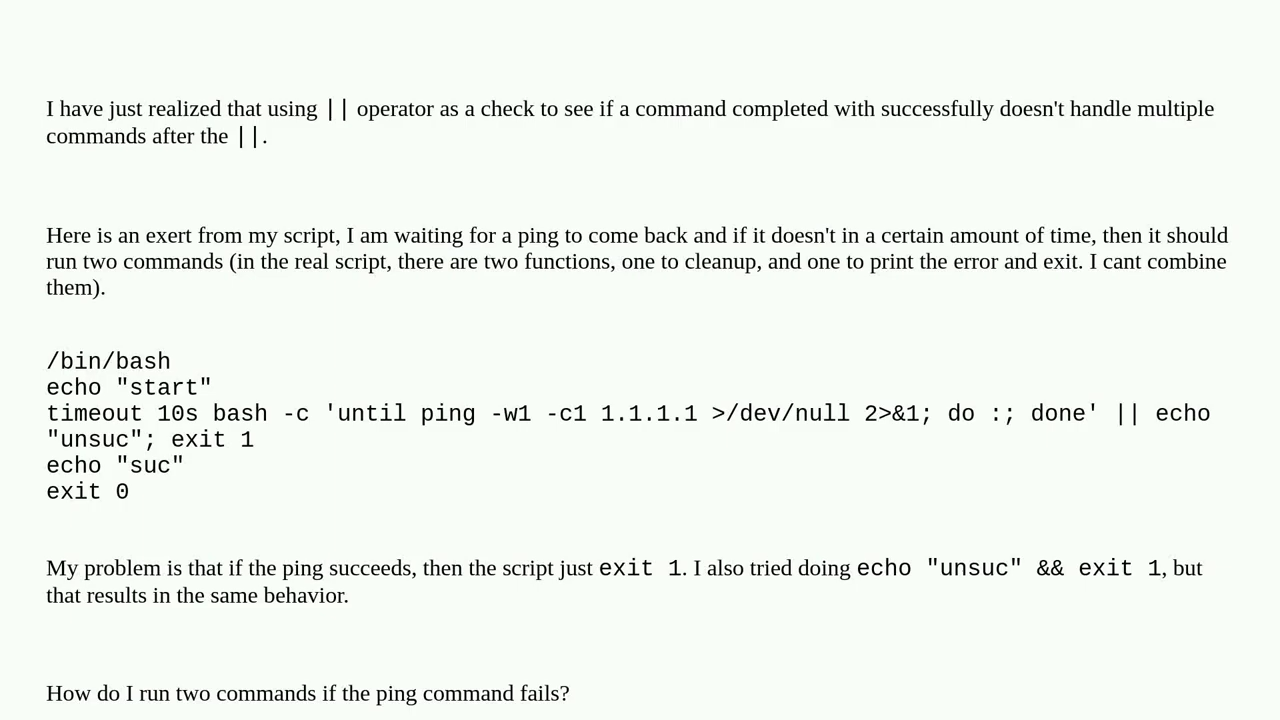 I have just realized that using || operator as a check to see if a command completed with successfully doesn't handle multiple
commands after the ||.
Here is an exert from my script, I am waiting for a ping to come back and if it doesn't in a certain amount of time, then it should
run two commands (in the real script, there are two functions, one to cleanup, and one to print the error and exit. I cant combine
them).
/bin/bash
echo "start"
timeout 10s bash -c 'until ping -w1 -c1 1.1.1.1 >/dev/null 2>&1; do :; done' || echo
"unsuc"; exit 1
echo "suc"
exit 0
My problem is that if the ping succeeds, then the script just exit 1. I also tried doing echo "unsuc" && exit 1, but
that results in the same behavior.
How do I run two commands if the ping command fails?